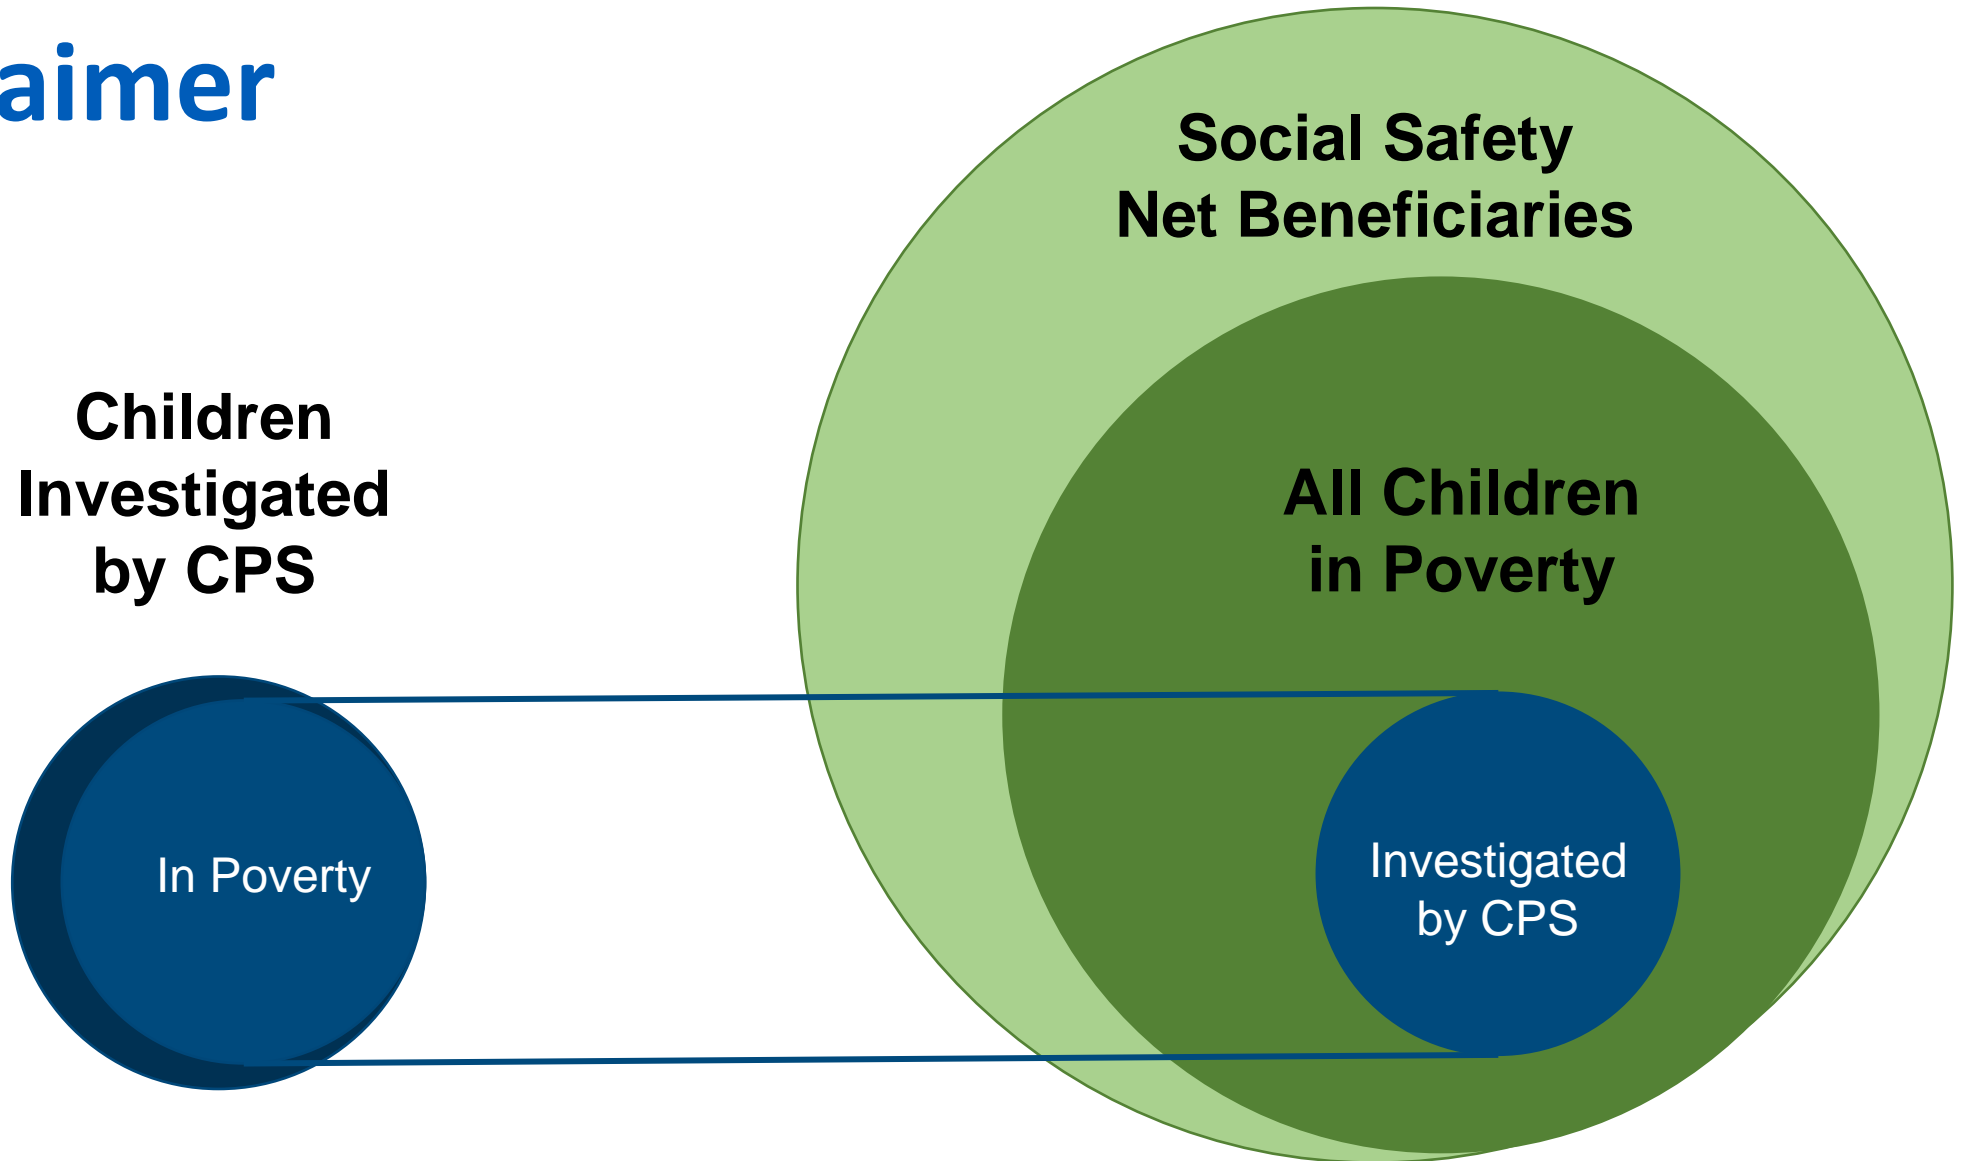 aimer
Social Safety
Net Beneficiaries
Children
Investigated
by CPS
All Children
in Poverty
In Poverty
Investigated
by CPS